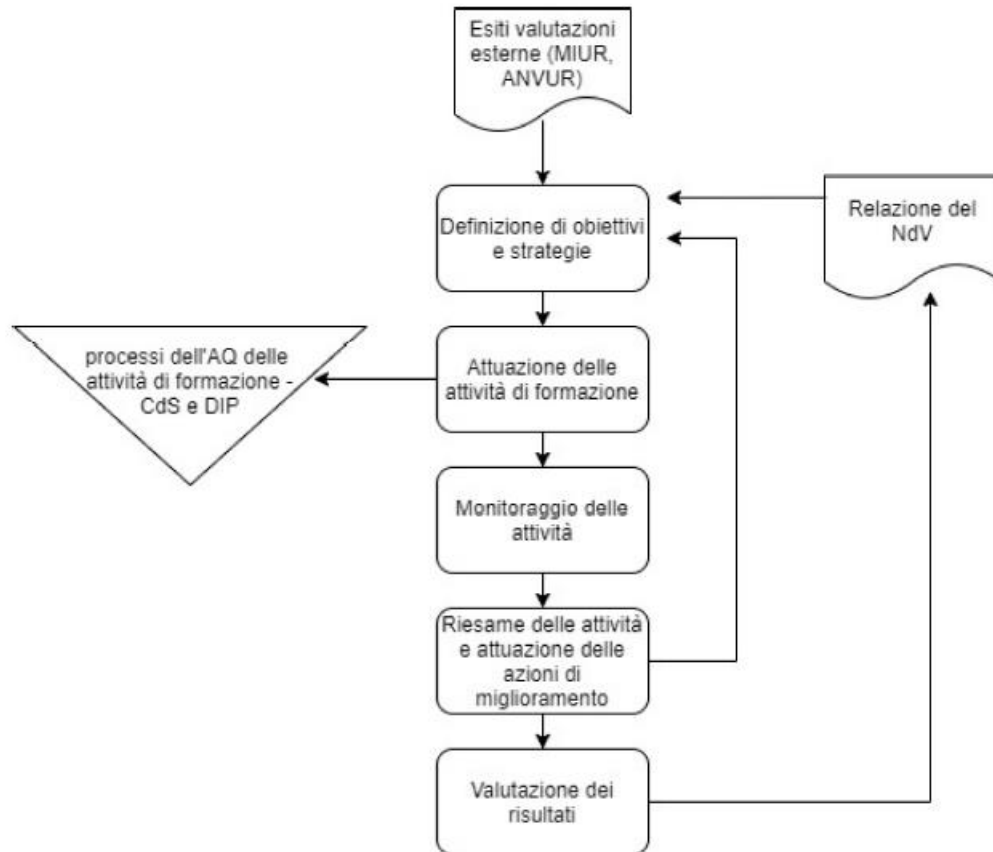 Esiti valutazioni
esterne (MIUR,
ANVUR)
Definizione di obiettivi
e strategie
Relazione del
NdV
processi dell'AQ delle
attività di formazione -
CdS e DIP
Attuazione delle
attività di formazione
Monitoraggio delle
attività
Riesame delle attività
e attuazione delle
azioni di
miglioramento
Valutazione dei
risultati